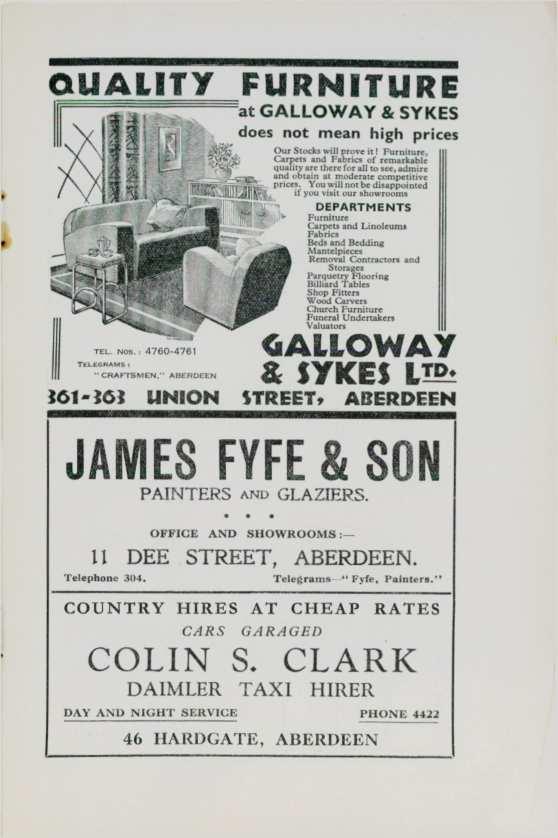 QUALITY FURNITURE
at GALLOWAY & SYKES
does not mean high prices
Our Stocks will prove it! Furniture,
Carpets and Fabrics of remarkable
quality are there for all to see, admire
and obtain at moderate competitive
prices. You will not be disappointed
if you visit our showrooms
DEPARTMENTS
Furniture
Carpets and Linoleums
Fabrics
Beds and Bedding
Mantelpieces
Removal Contractors and
Storages
Parquetry Flooring
Billiard Tables
Shop Fitters
Wood Carvers
Church Furniture
Funeral Undertakers
Valuators
TEL. Nos.: 4760-4761
TELEGRAMS:
"CRAFTSMEN," ABERDEEN
GALLOWAY
& SYKES LTD.
361-363 UNION STREET, ABERDEEN
JAMES FYFE & SON
PAINTERS AND GLAZIERS.
* * *
OFFICE AND SHOWROOMS:—
11 DEE STREET, ABERDEEN.
Telephone 304. Telegrams—"Fyfe, Painters."
COUNTRY HIRES AT CHEAP RATES
CARS GARAGED
COLIN S. CLARK
DAIMLER TAXI HIRER
DAY AND NIGHT SERVICE PHONE 4422
46 HARDGATE, ABERDEEN